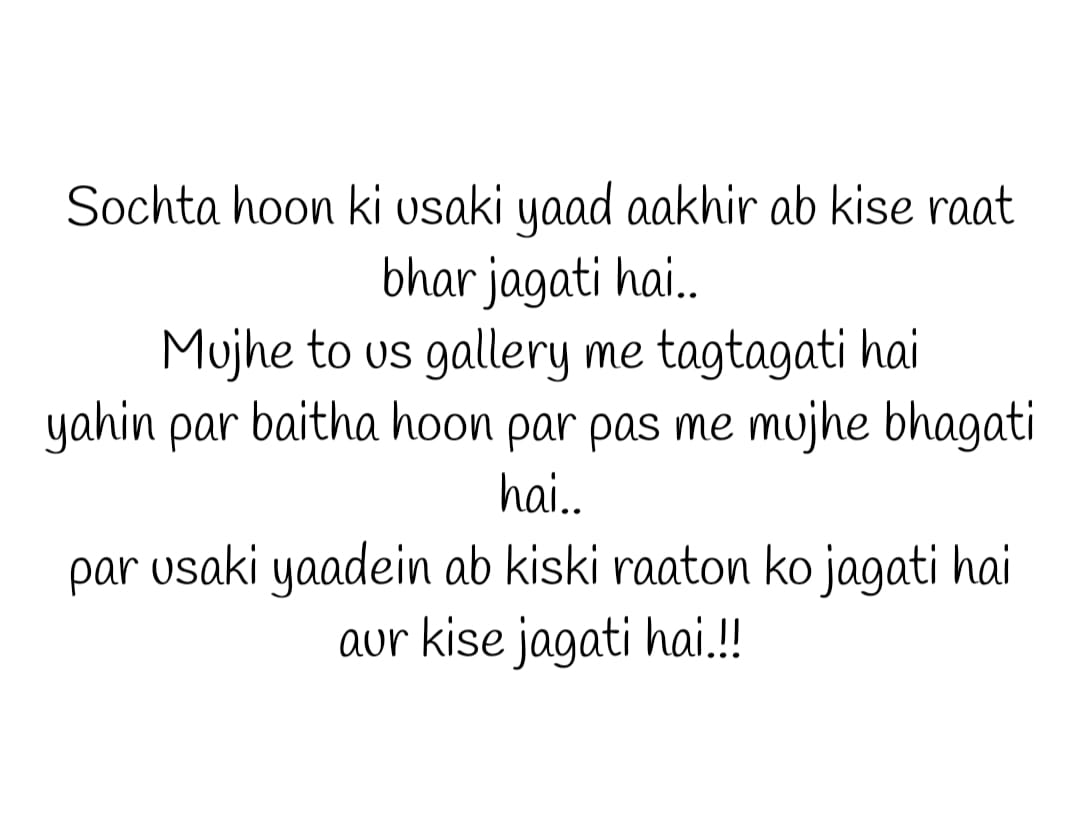 Sochta hoon ki usaki yaad aakhir ab kise raat
bhar jagati hai..
Mujhe to us gallery me tagtagati hai
yahin par baitha hoon par pas me mujhe bhagati
hai..
par usaki yaadein ab kiski raaton ko jagati hai
aur kise jagati hai.!!